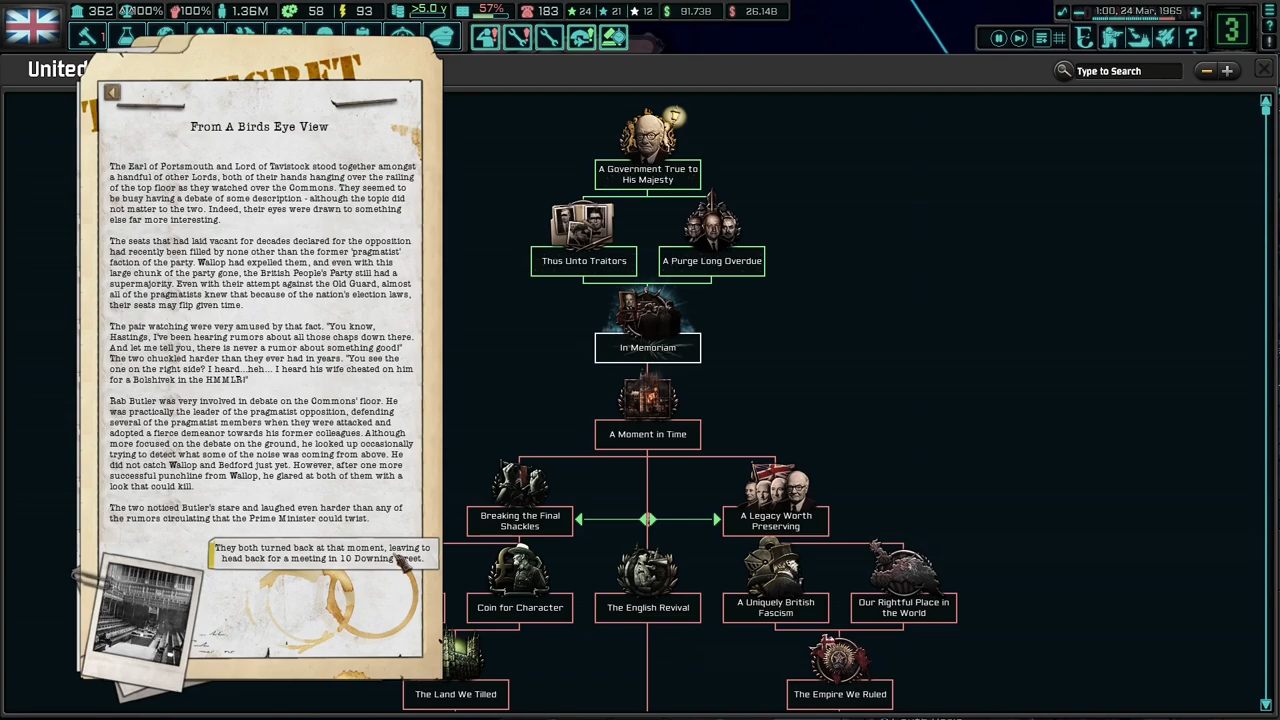 362 100% 100% 1.36M 58 93 >5.0 y 57% 183 24 21 12 $ 91.73B $ 26.14B 1:00, 24 Mar, 1965
1 3
United
Type to Search
From A Birds Eye View
The Earl of Portsmouth and Lord of Tavistock stood together amongst
a handful of other Lords, both of their hands hanging over the railing
of the top floor as they watched over the Commons. They seemed to
be busy having a debate of some description - although the topic did
not matter to the two. Indeed, their eyes were drawn to something
else far more interesting.
The seats that had laid vacant for decades declared for the opposition
had recently been filled by none other than the former 'pragmatist'
faction of the party. Wallop had expelled them, and even with this
large chunk of the party gone, the British People's Party still had a
supermajority. Even with their attempt against the Old Guard, almost
all of the pragmatists knew that because of the nation's election laws,
their seats may flip given time.
The pair watching were very amused by that fact. "You know,
Hastings, I've been hearing rumors about all those chaps down there.
And let me tell you, there is never a rumor about something good!"
The two chuckled harder than they ever had in years. "You see the
one on the right side? I heard...heh... I heard his wife cheated on him
for a Bolshivek in the HMMLR!"
Rab Butler was very involved in debate on the Commons' floor. He
was practically the leader of the pragmatist opposition, defending
several of the pragmatist members when they were attacked and
adopted a fierce demeanor towards his former colleagues. Although
more focused on the debate on the ground, he looked up occasionally
trying to detect what some of the noise was coming from above. He
did not catch Wallop and Bedford just yet. However, after one more
successful punchline from Wallop, he glared at both of them with a
look that could kill.
The two noticed Butler's stare and laughed even harder than any of
the rumors circulating that the Prime Minister could twist.
They both turned back at that moment, leaving to
head back for a meeting in 10 Downing Street.
A Government True to
His Majesty
Thus Unto Traitors
A Purge Long Overdue
In Memoriam
A Moment in Time
Breaking the Final
Shackles
A Legacy Worth
Preserving
Coin for Character
The English Revival
A Uniquely British
Fascism
Our Rightful Place in
the World
The Land We Tilled
The Empire We Ruled